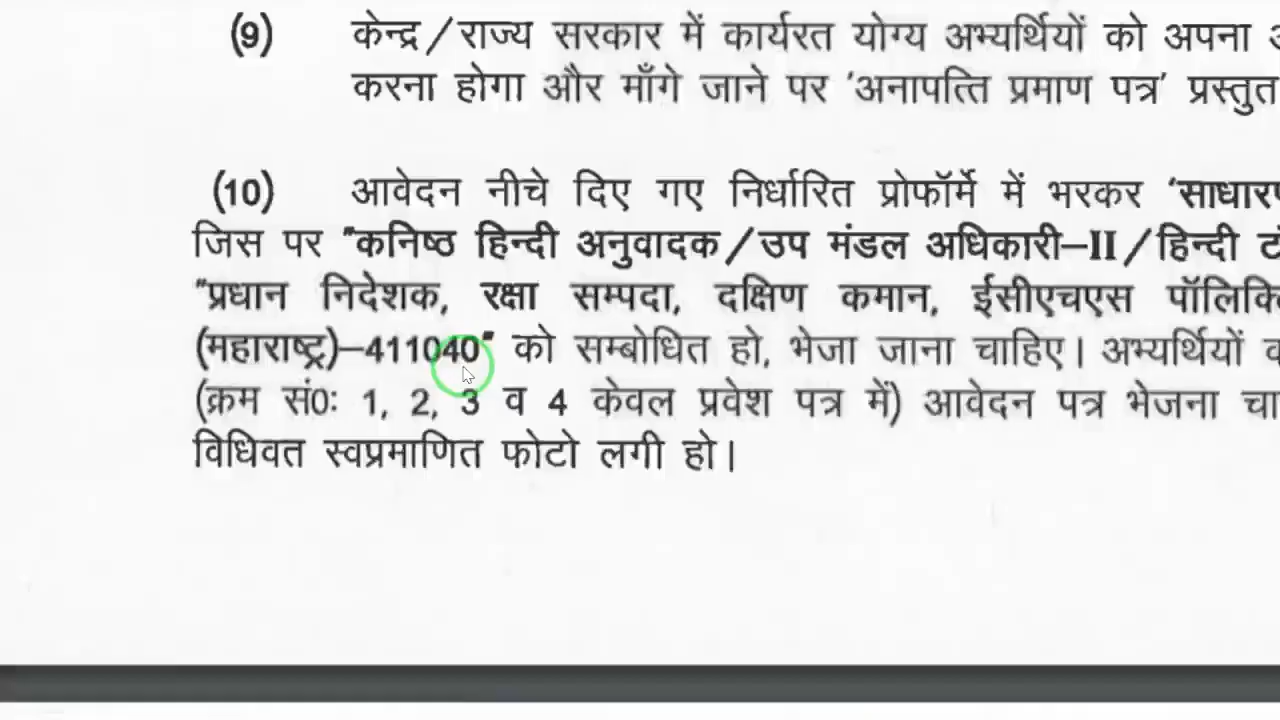 (9) केन्द्र/राज्य सरकार में कार्यरत योग्य अभ्यर्थियों को अपना
करना होगा और माँगे जाने पर 'अनापत्ति प्रमाण पत्र' प्रस्तुत
(10) आवेदन नीचे दिए गए निर्धारित प्रोफॉर्मे में भरकर
जिस पर "कनिष्ठ हिन्दी अनुवादक/उप मंडल अधिकारी–II/हिन्दी
"प्रधान निदेशक, रक्षा सम्पदा, दक्षिण कमान, ईसीएचएस
(महाराष्ट्र)–411040" को सम्बोधित हो, भेजा जाना चाहिए। अभ्यर्थियों
(क्रम सं0: 1, 2, 3 व 4 केवल प्रवेश पत्र में) आवेदन पत्र भेजना
विधिवत स्वप्रमाणित फोटो लगी हो।